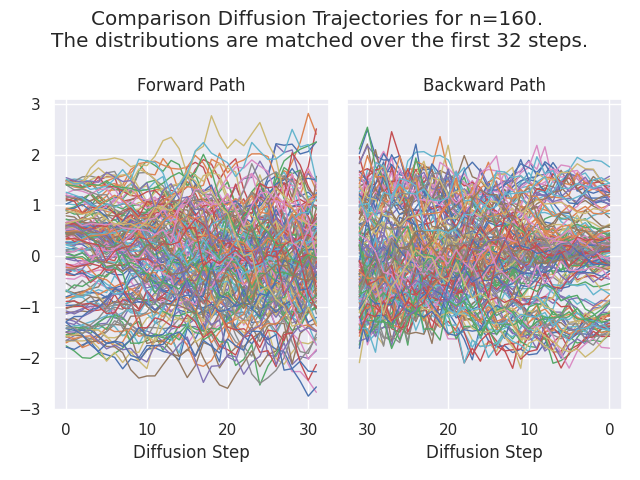 Comparison Diffusion Trajectories for n=160.
The distributions are matched over the first 32 steps.
Forward Path
Backward Path
3
2
1
0
−1
−2
−3
0
10
20
30
30
20
10
0
Diffusion Step
Diffusion Step